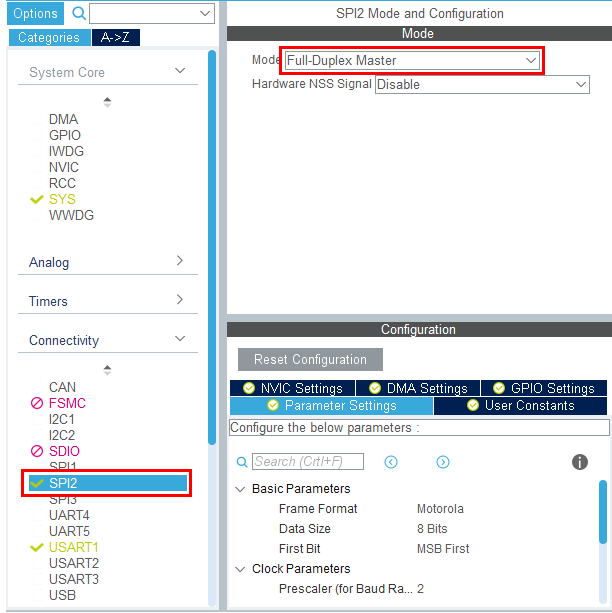 Options
Categories
A->Z
System Core
DMA
GPIO
IWDG
NVIC
RCC
SYS
WWDG
Analog
Timers
Connectivity
CAN
FSMC
I2C1
I2C2
SDIO
SPI1
SPI2
SPI3
UART4
UART5
USART1
USART2
USART3
USB
SPI2 Mode and Configuration
Mode
Mode Full-Duplex Master
Hardware NSS Signal Disable
Configuration
Reset Configuration
NVIC Settings
DMA Settings
GPIO Settings
Parameter Settings
User Constants
Configure the below parameters :
Search (Crtl+F)
Basic Parameters
Frame Format Motorola
Data Size 8 Bits
First Bit MSB First
Clock Parameters
Prescaler (for Baud Ra... 2